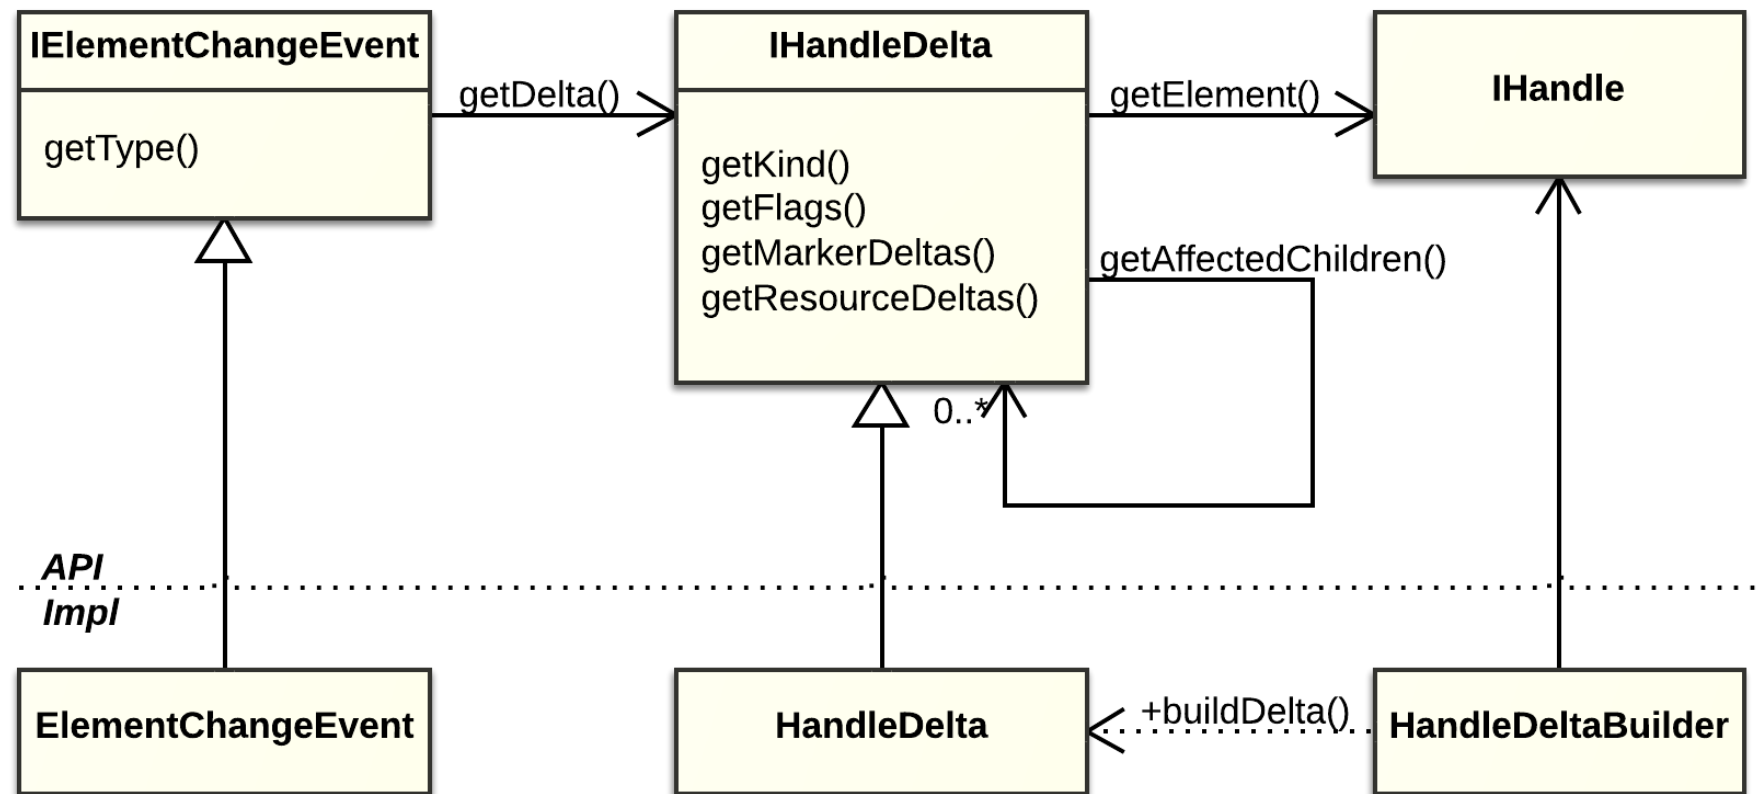 IElementChangeEvent
getType()
getDelta()
IHandleDelta
getKind()
getFlags()
getMarkerDeltas()
getResourceDeltas()
getElement()
IHandle
getAffectedChildren()
0..*
API
Impl
ElementChangeEvent
HandleDelta
+buildDelta()
HandleDeltaBuilder